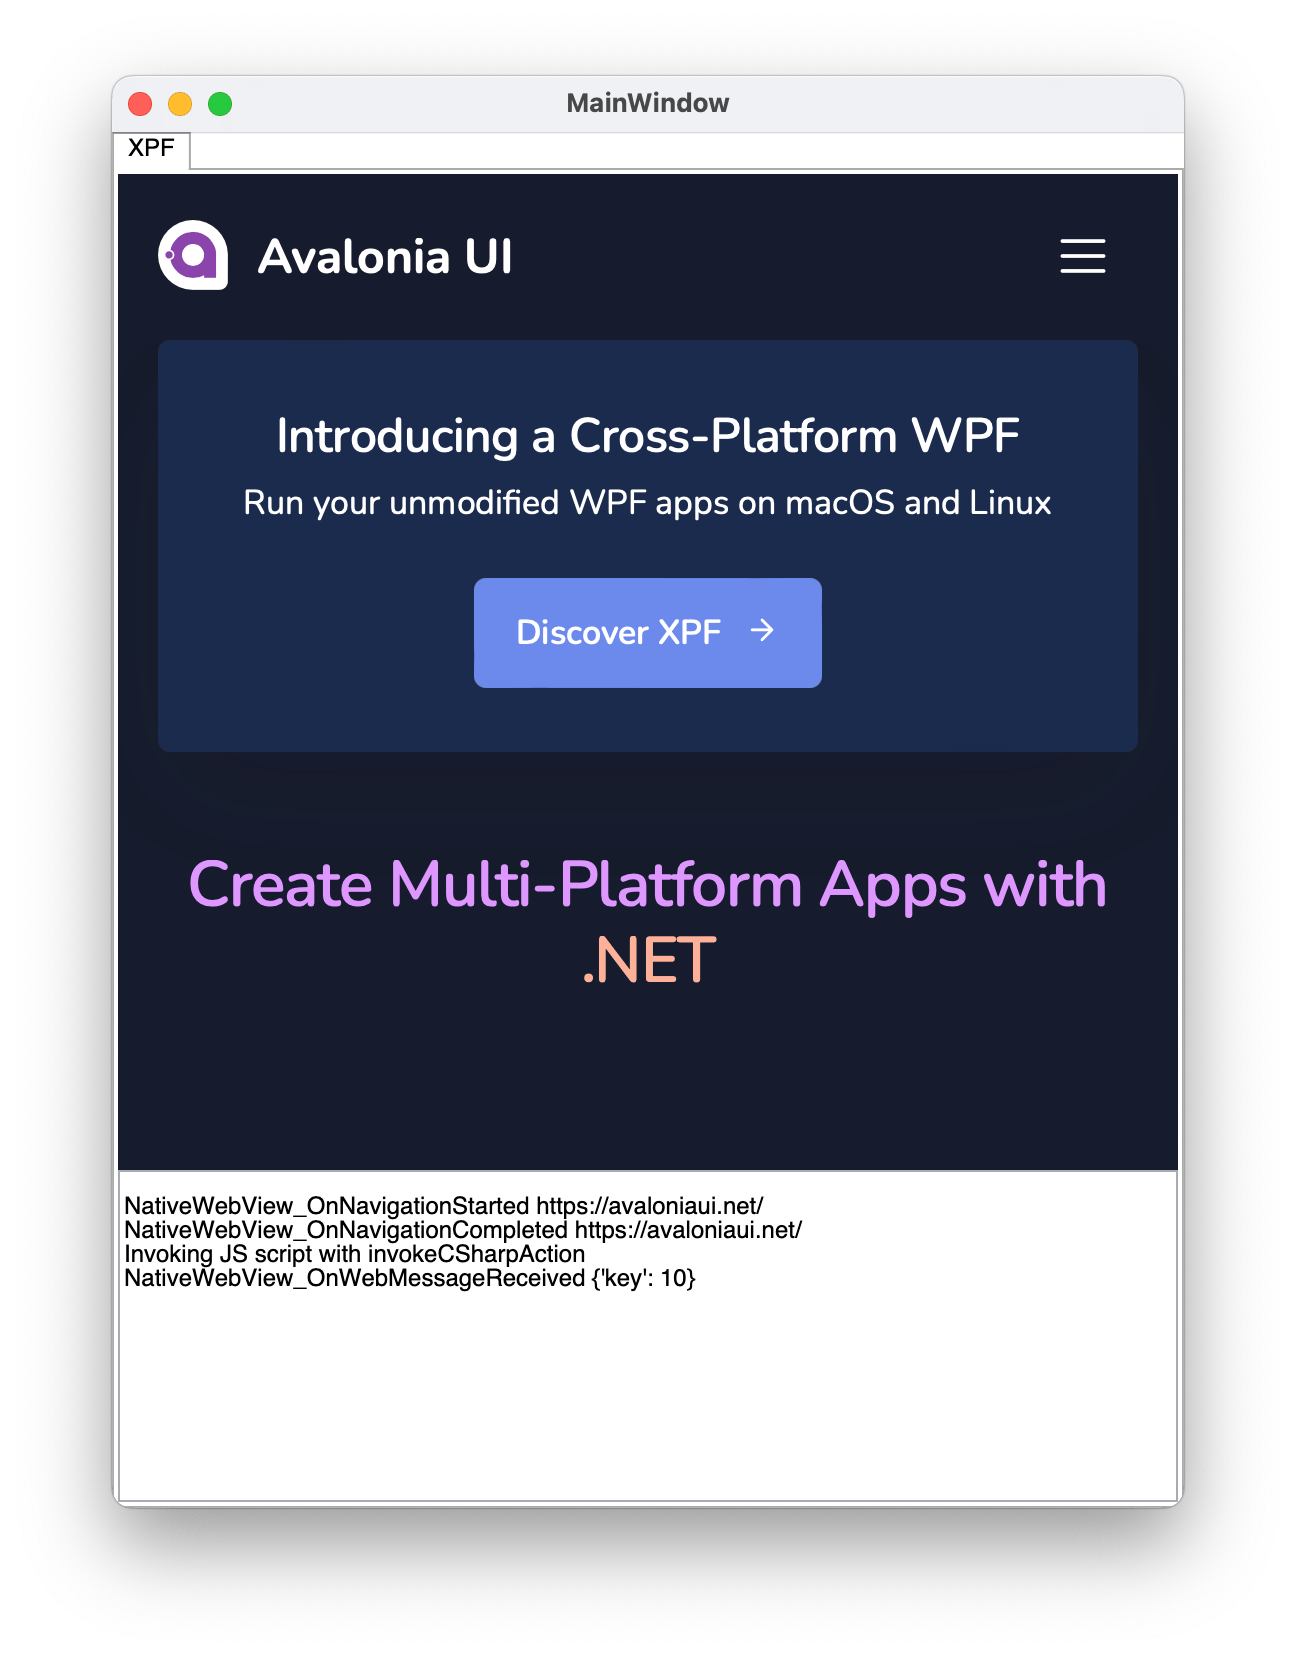 MainWindow
XPF
Avalonia UI
Introducing a Cross-Platform WPF
Run your unmodified WPF apps on macOS and Linux
Discover XPF →
Create Multi-Platform Apps with
.NET
NativeWebView_OnNavigationStarted https://avaloniaui.net/
NativeWebView_OnNavigationCompleted https://avaloniaui.net/
Invoking JS script with invokeCSharpAction
NativeWebView_OnWebMessageReceived {'key': 10}